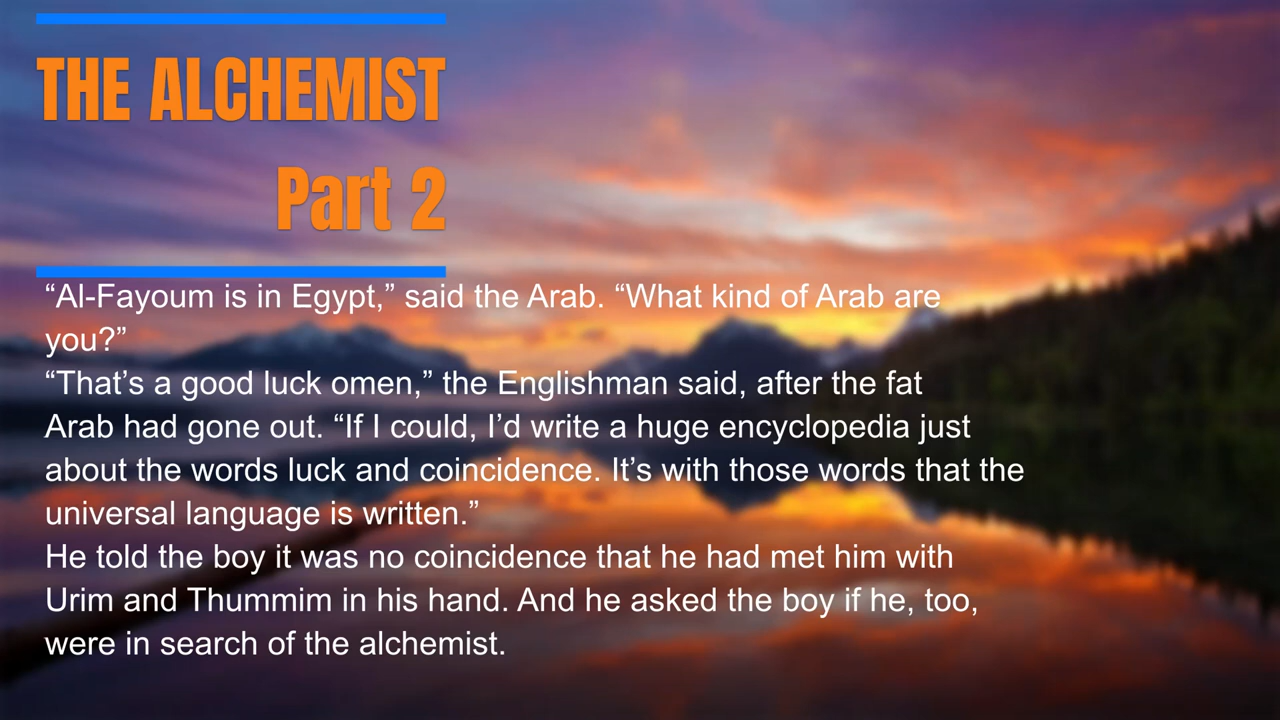 THE ALCHEMIST
Part 2
“Al-Fayoum is in Egypt,” said the Arab. “What kind of Arab are
you?”
“That’s a good luck omen,” the Englishman said, after the fat
Arab had gone out. “If I could, I’d write a huge encyclopedia just
about the words luck and coincidence. It’s with those words that the
universal language is written.”
He told the boy it was no coincidence that he had met him with
Urim and Thummim in his hand. And he asked the boy if he, too,
were in search of the alchemist.